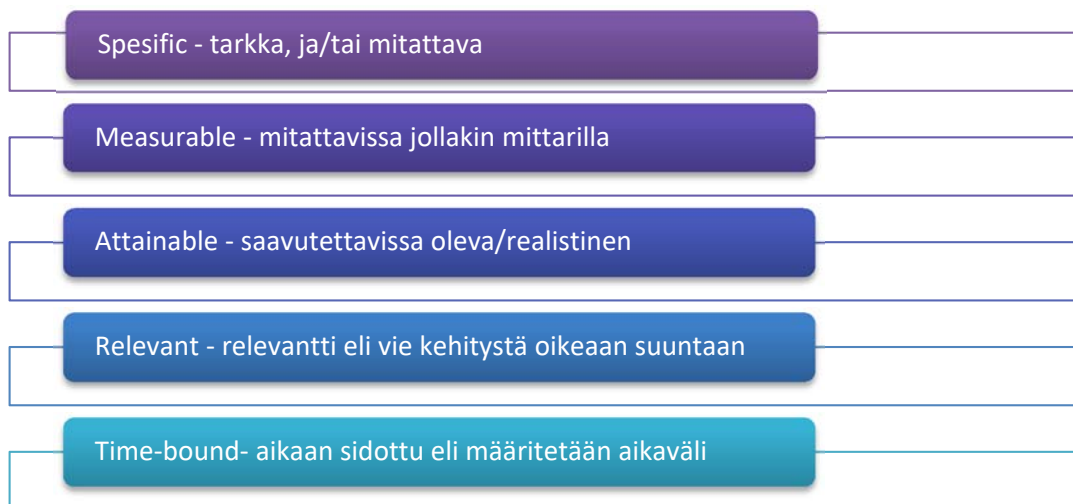 Spesific - tarkka, ja/tai mitattava
Measurable - mitattavissa jollakin mittarilla
Attainable - saavutettavissa oleva/realistinen
Relevant - relevantti eli vie kehitystä oikeaan suuntaan
Time-bound- aikaan sidottu eli määritetään aikaväli